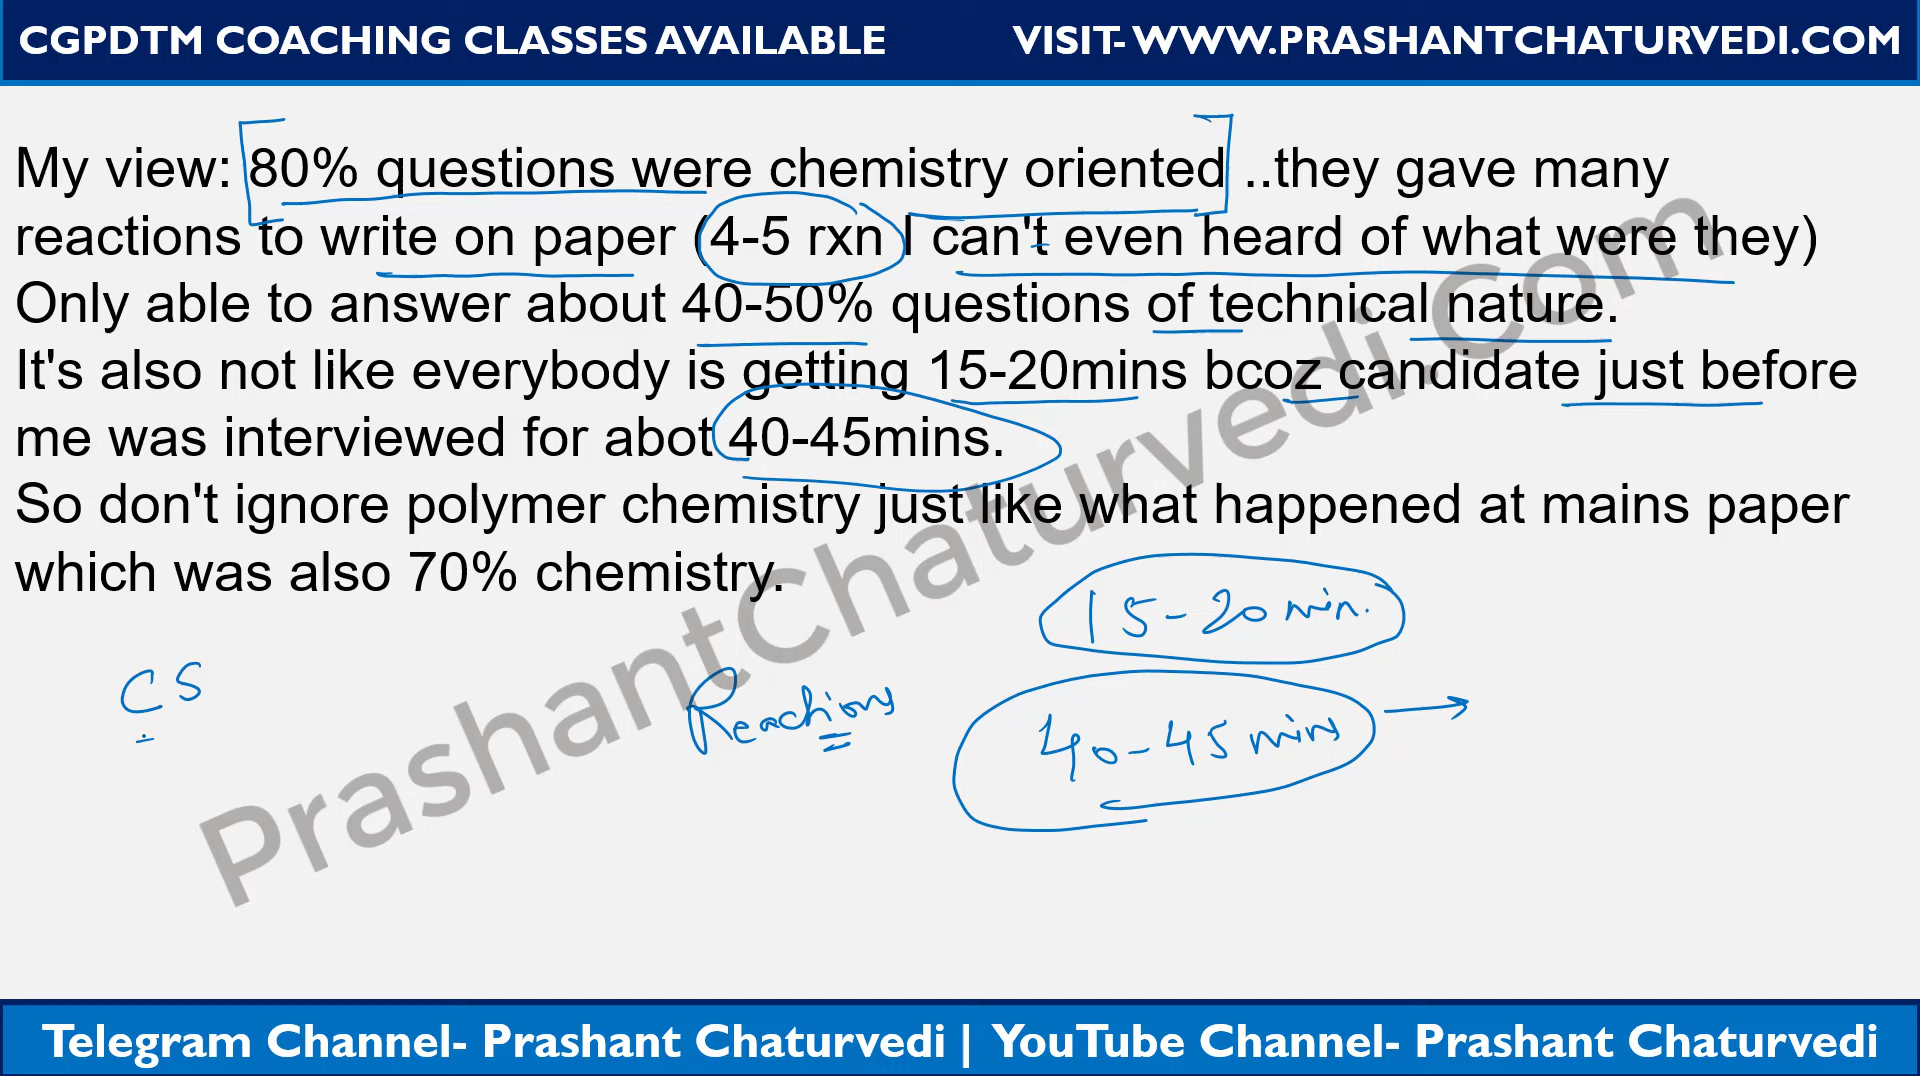 CGPDTM COACHING CLASSES AVAILABLE
VISIT- WWW.PRASHANTCHATURVEDI.COM
My view: 80% questions were chemistry oriented ..they gave many
reactions to write on paper (4-5 rxn I can't even heard of what were they)
Only able to answer about 40-50% questions of technical nature.
It's also not like everybody is getting 15-20mins bcoz candidate just before
me was interviewed for abot 40-45mins.
So don't ignore polymer chemistry just like what happened at mains paper
which was also 70% chemistry.
15-20 min.
CS
Reactions
40-45 mins
PrashantChaturvedi.Com
Telegram Channel- Prashant Chaturvedi | YouTube Channel- Prashant Chaturvedi